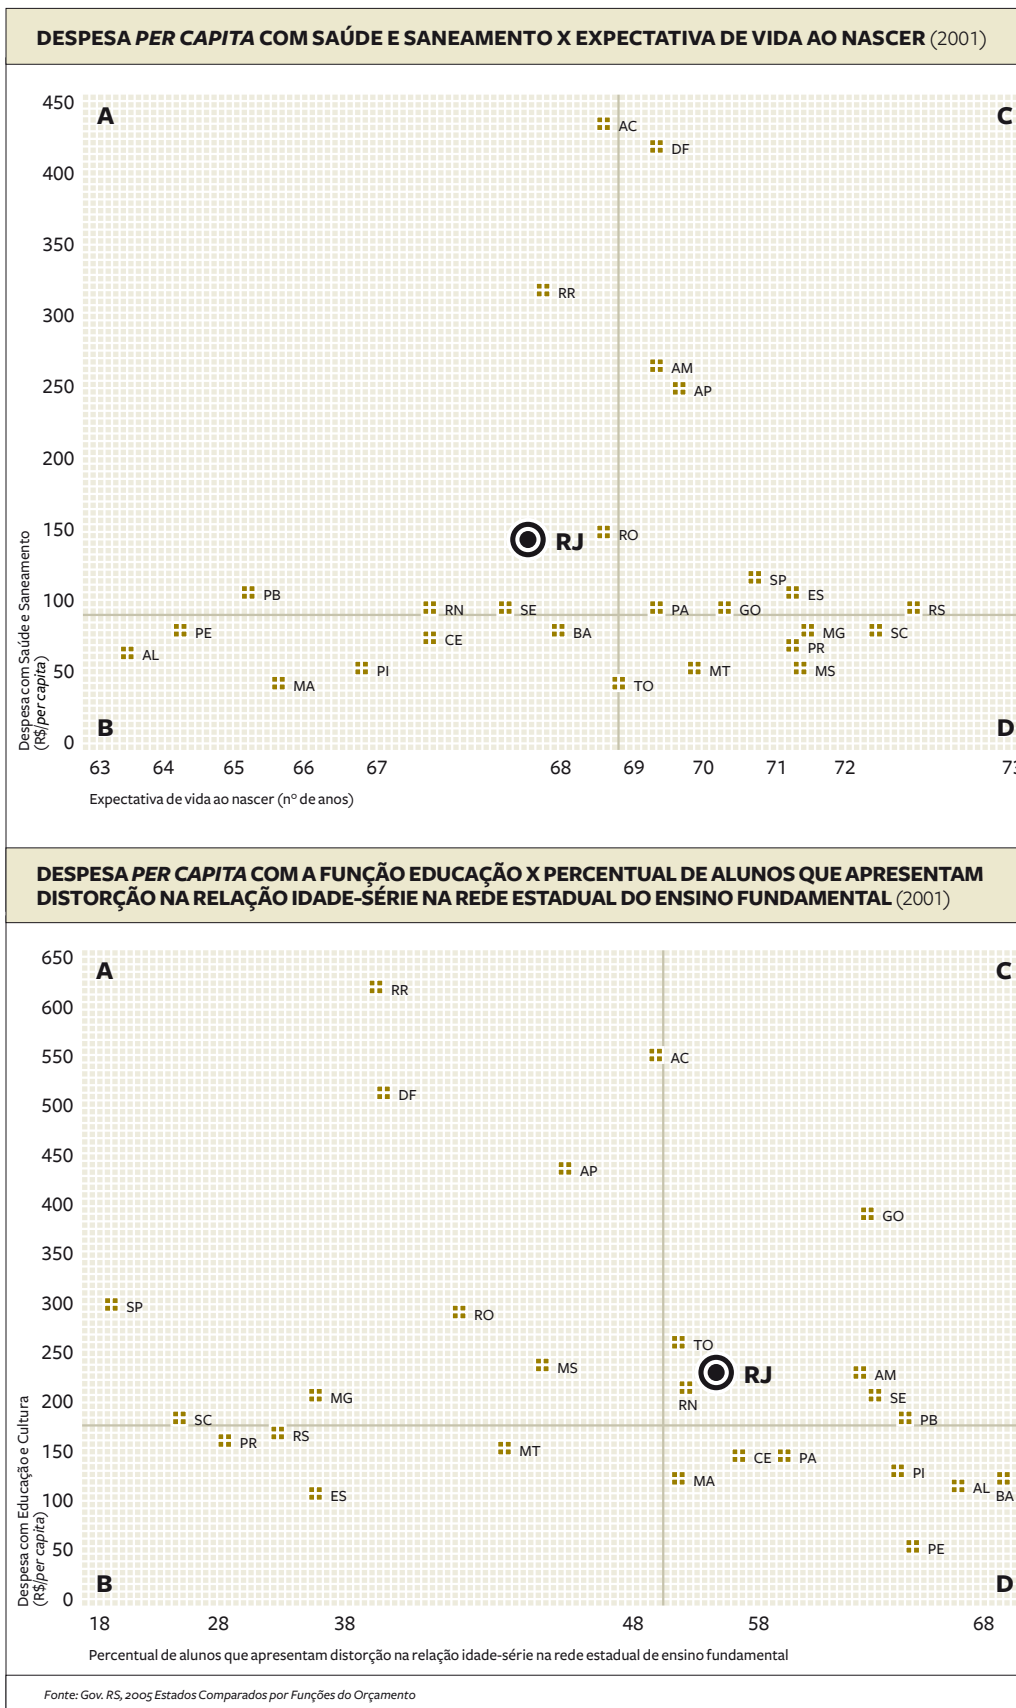 DESPESA PER CAPITA COM SAÚDE E SANEAMENTO X EXPECTATIVA DE VIDA AO NASCER (2001)
450
A
C
AC
DF
400
350
RR
300
AM
AP
250
200
150
RO
RJ
SP
PB
ES
100
RN
SE
PA
GO
RS
PE
BA
MG
SC
CE
PR
AL
PI
MT
MS
50
MA
TO
B
D
0
Despesa com Saúde e Saneamento
(R$/per capita)
63 64 65 66 67 68 69 70 71 72 73
Expectativa de vida ao nascer (nº de anos)
DESPESA PER CAPITA COM A FUNÇÃO EDUCAÇÃO X PERCENTUAL DE ALUNOS QUE APRESENTAM
DISTORÇÃO NA RELAÇÃO IDADE-SÉRIE NA REDE ESTADUAL DO ENSINO FUNDAMENTAL (2001)
650
A
C
RR
600
AC
550
DF
500
AP
450
GO
400
350
SP
300
RO
TO
250
MS
RJ
AM
MG
RN
SE
200
SC
PB
RS
PR
MT
150
CE
PA
MA
PI
AL
BA
ES
100
PE
50
B
D
0
Despesa com Educação e Cultura
(R$/per capita)
18 28 38 48 58 68
Percentual de alunos que apresentam distorção na relação idade-série na rede estadual de ensino fundamental
Fonte: Gov. RS, 2005 Estados Comparados por Funções do Orçamento